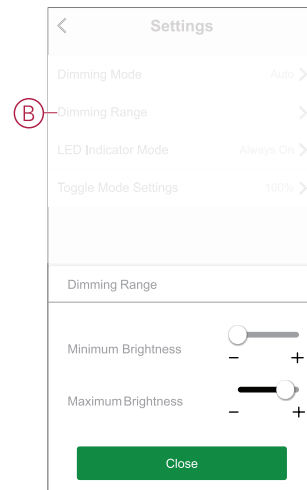 Settings
Dimming Mode Auto
B Dimming Range
LED Indicator Mode Always On
Toggle Mode Settings 100%
Dimming Range
Minimum Brightness
- +
Maximum Brightness
- +
Close